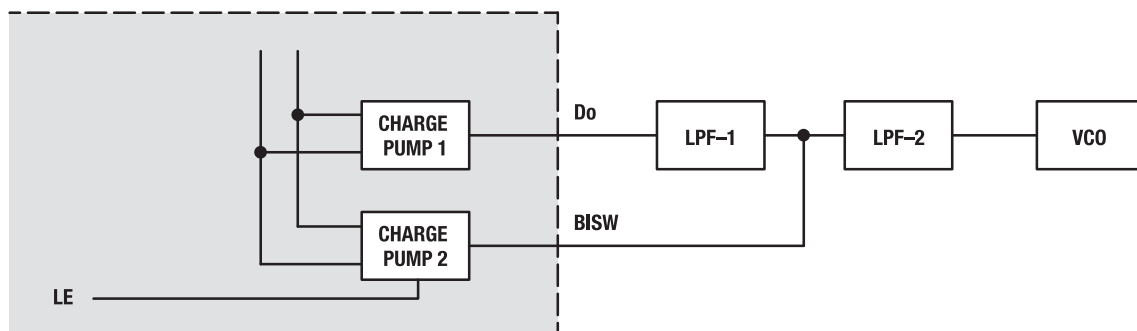 CHARGE
PUMP 1
Do
LPF–1
LPF–2
VCO
CHARGE
PUMP 2
BISW
LE